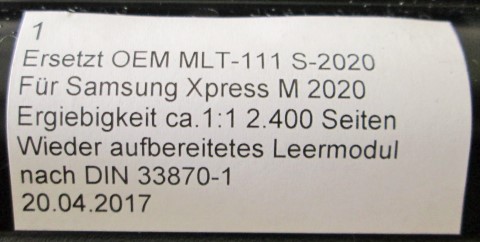 1
Ersetzt OEM MLT-111 S-2020
Für Samsung Xpress M 2020
Ergiebigkeit ca.1:1 2.400 Seiten
Wieder aufbereitetes Leermodul
nach DIN 33870-1
20.04.2017